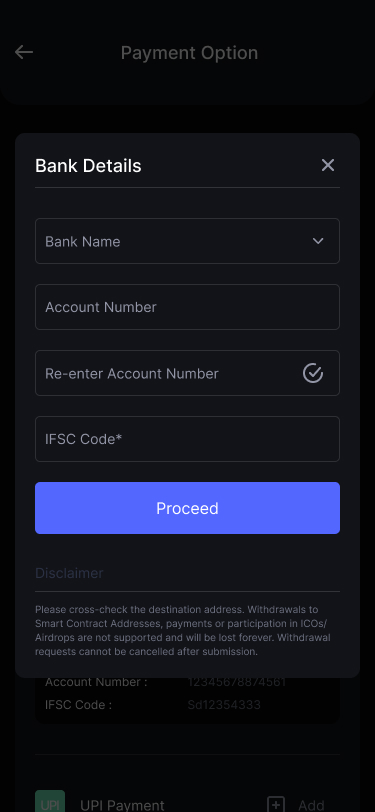 Payment Option
Bank Details
Bank Name
Account Number
Re-enter Account Number
IFSC Code*
Proceed
Disclaimer
Please cross-check the destination address. Withdrawals to
Smart Contract Addresses, payments or participation in ICOs/
Airdrops are not supported and will be lost forever. Withdrawal
requests cannot be cancelled after submission.
Account Number : 12345678874561
IFSC Code : Sd12354333
UPI UPI Payment Add